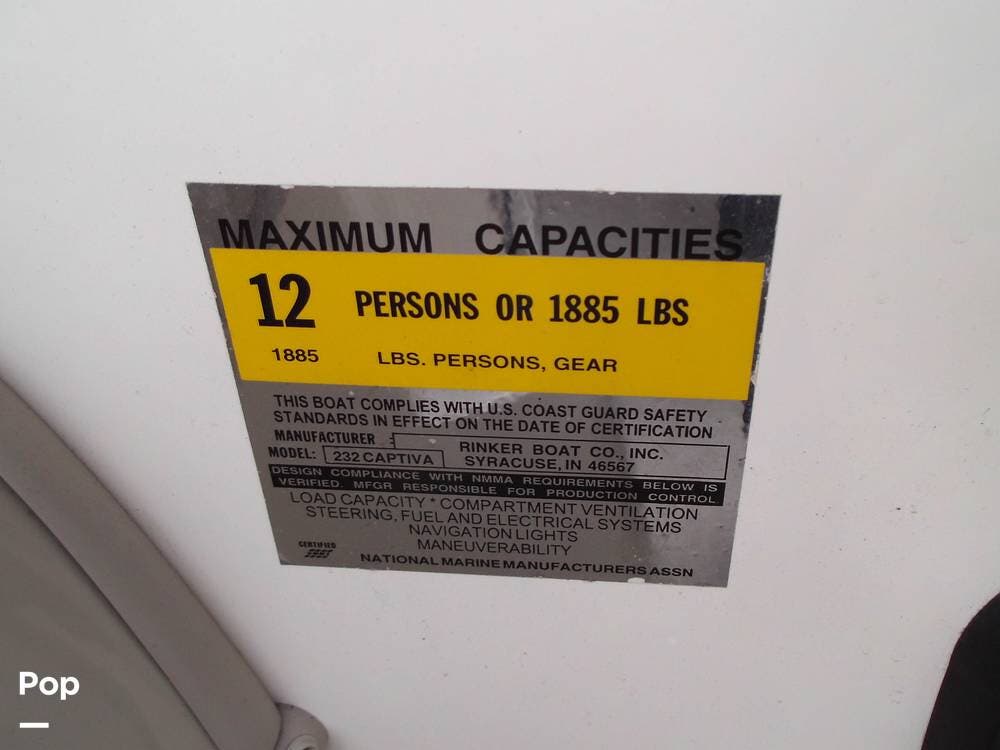 MAXIMUM CAPACITIES
12 PERSONS OR 1885 LBS
1885 LBS. PERSONS, GEAR
THIS BOAT COMPLIES WITH U.S. COAST GUARD SAFETY
STANDARDS IN EFFECT ON THE DATE OF CERTIFICATION
MANUFACTURER RINKER BOAT CO., INC.
MODEL: 232 CAPTIVA SYRACUSE, IN 46567
DESIGN COMPLIANCE WITH NMMA REQUIREMENTS BELOW IS
VERIFIED. MFGR RESPONSIBLE FOR PRODUCTION CONTROL.
LOAD CAPACITY * COMPARTMENT VENTILATION
STEERING, FUEL AND ELECTRICAL SYSTEMS
NAVIGATION LIGHTS
MANEUVERABILITY
CERTIFIED
NATIONAL MARINE MANUFACTURERS ASSN
Pop